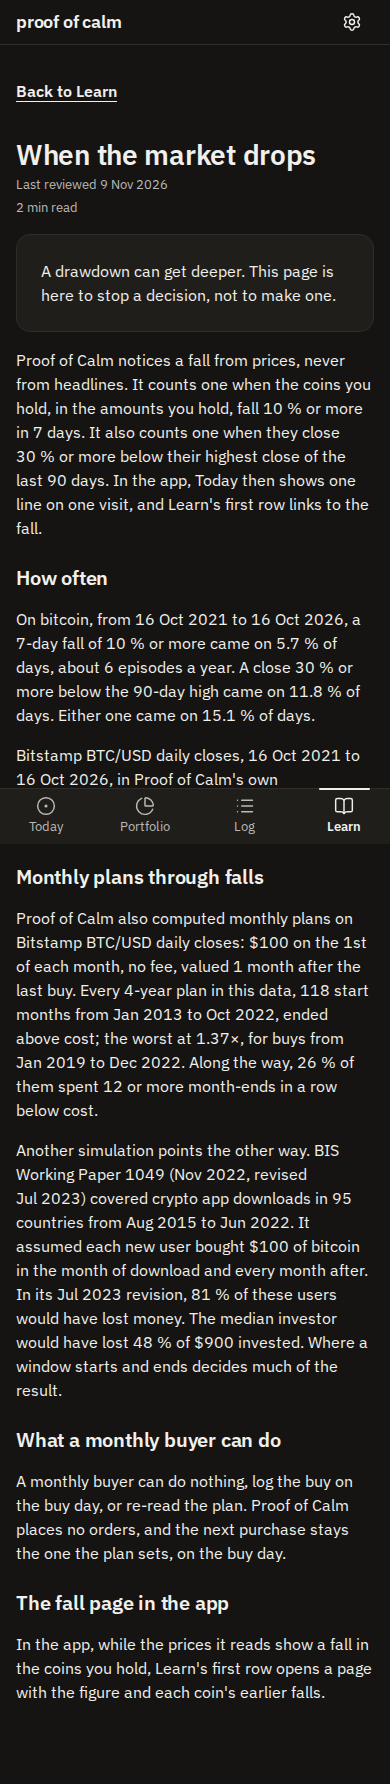 proof of calm
Back to Learn
When the market drops
Last reviewed 9 Nov 2026
2 min read
A drawdown can get deeper. This page is
here to stop a decision, not to make one.
Proof of Calm notices a fall from prices, never
from headlines. It counts one when the coins you
hold, in the amounts you hold, fall 10 % or more
in 7 days. It also counts one when they close
30 % or more below their highest close of the
last 90 days. In the app, Today then shows one
line on one visit, and Learn's first row links to the
fall.
How often
On bitcoin, from 16 Oct 2021 to 16 Oct 2026, a
7-day fall of 10 % or more came on 5.7 % of
days, about 6 episodes a year. A close 30 % or
more below the 90-day high came on 11.8 % of
days. Either one came on 15.1 % of days.
Bitstamp BTC/USD daily closes, 16 Oct 2021 to
16 Oct 2026, in Proof of Calm's own
Today
Portfolio
Log
Learn
Monthly plans through falls
Proof of Calm also computed monthly plans on
Bitstamp BTC/USD daily closes: $100 on the 1st
of each month, no fee, valued 1 month after the
last buy. Every 4-year plan in this data, 118 start
months from Jan 2013 to Oct 2022, ended
above cost; the worst at 1.37×, for buys from
Jan 2019 to Dec 2022. Along the way, 26 % of
them spent 12 or more month-ends in a row
below cost.
Another simulation points the other way. BIS
Working Paper 1049 (Nov 2022, revised
Jul 2023) covered crypto app downloads in 95
countries from Aug 2015 to Jun 2022. It
assumed each new user bought $100 of bitcoin
in the month of download and every month after.
In its Jul 2023 revision, 81 % of these users
would have lost money. The median investor
would have lost 48 % of $900 invested. Where a
window starts and ends decides much of the
result.
What a monthly buyer can do
A monthly buyer can do nothing, log the buy on
the buy day, or re-read the plan. Proof of Calm
places no orders, and the next purchase stays
the one the plan sets, on the buy day.
The fall page in the app
In the app, while the prices it reads show a fall in
the coins you hold, Learn's first row opens a page
with the figure and each coin's earlier falls.